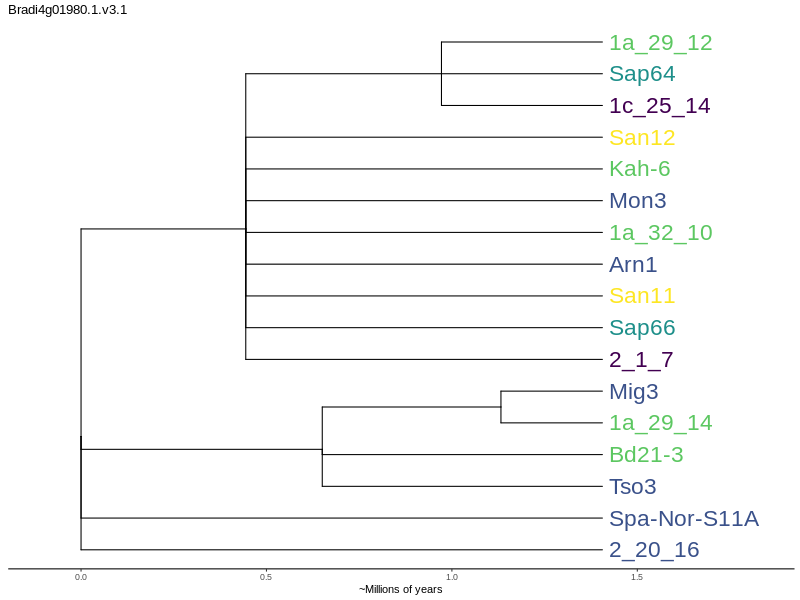 Bradi4g01980.1.v3.1
1a_29_12
Sap64
1c_25_14
San12
Kah-6
Mon3
1a_32_10
Arn1
San11
Sap66
2_1_7
Mig3
1a_29_14
Bd21-3
Tso3
Spa-Nor-S11A
2_20_16
0.0 0.5 1.0 1.5
~Millions of years